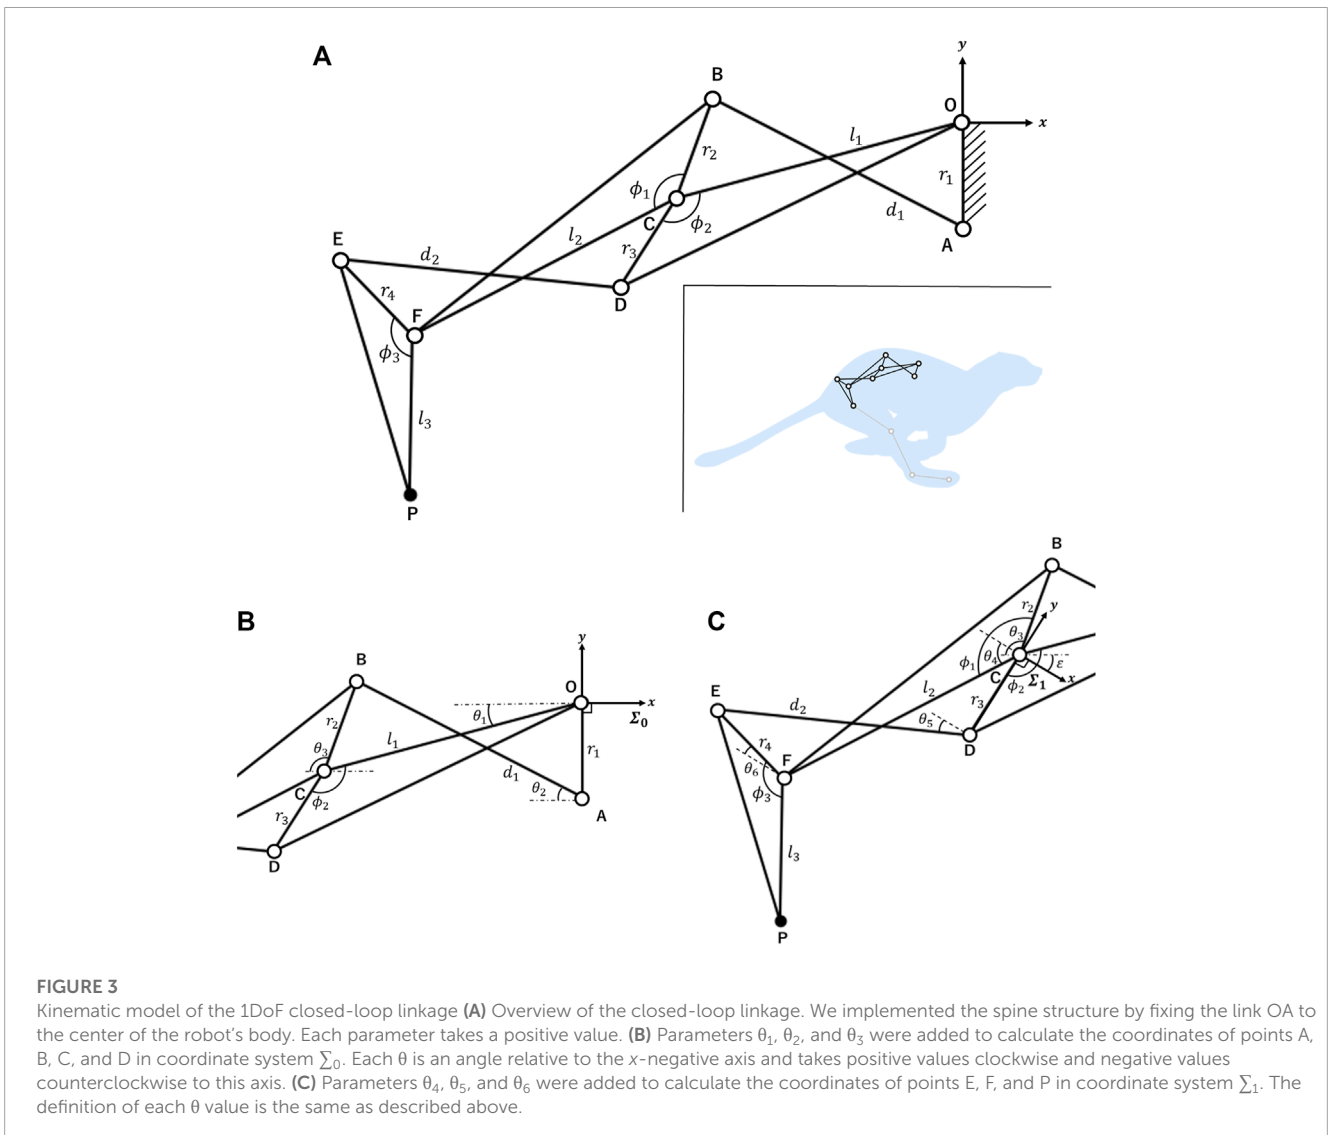 A
y
B
O
x
l₁
r₂
r₁
ϕ₁
C
ϕ₂
d₁
A
E
l₂
r₃
d₂
r₄
D
F
ϕ₃
l₃
P
B
y
B
O
x
Σ₀
θ₁
r₂
l₁
r₁
θ₃
d₁
θ₂
C
ϕ₂
A
r₃
D
C
B
r₂
y
θ₃
ϕ₁
θ₄
ε
C
x
E
l₂
ϕ₂
Σ₁
d₂
r₃
θ₅
r₄
D
F
θ₆
ϕ₃
l₃
P
FIGURE 3
Kinematic model of the 1DoF closed-loop linkage (A) Overview of the closed-loop linkage. We implemented the spine structure by fixing the link OA to
the center of the robot's body. Each parameter takes a positive value. (B) Parameters θ₁, θ₂, and θ₃ were added to calculate the coordinates of points A,
B, C, and D in coordinate system ∑₀. Each θ is an angle relative to the x-negative axis and takes positive values clockwise and negative values
counterclockwise to this axis. (C) Parameters θ₄, θ₅, and θ₆ were added to calculate the coordinates of points E, F, and P in coordinate system ∑₁. The
definition of each θ value is the same as described above.